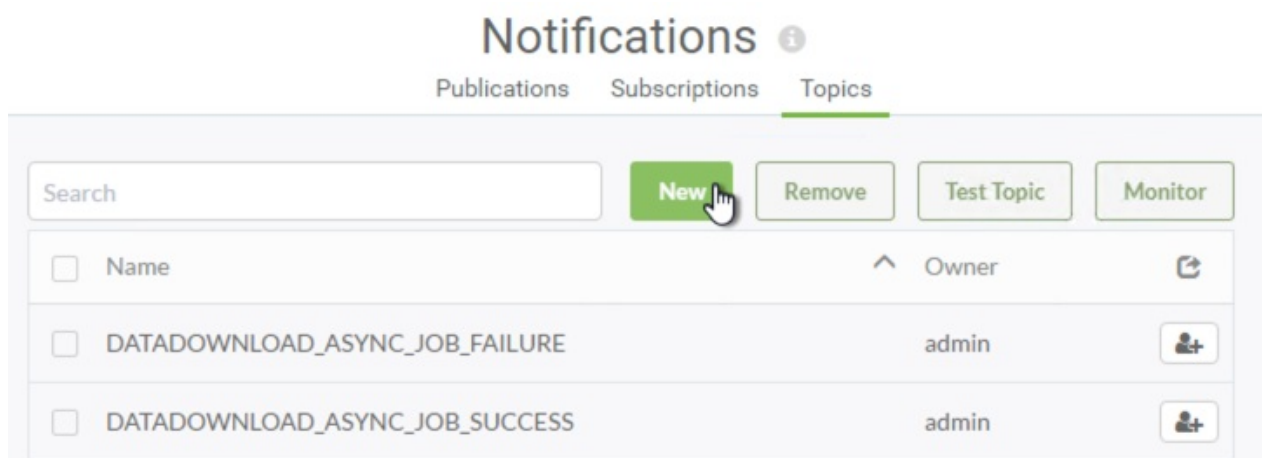 Notifications
Publications Subscriptions Topics
Search New Remove Test Topic Monitor
Name Owner
DATADOWNLOAD_ASYNC_JOB_FAILURE admin
DATADOWNLOAD_ASYNC_JOB_SUCCESS admin